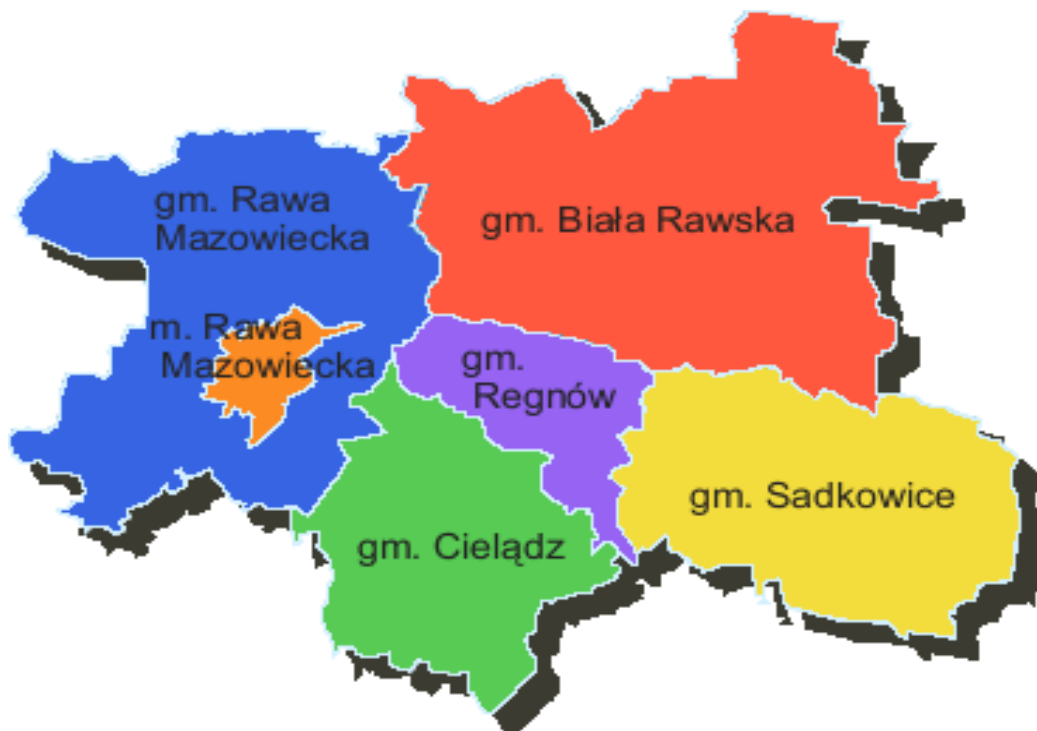 gm. Rawa
Mazowiecka
gm. Biała Rawska
m. Rawa
Mazowiecka
gm.
Regnów
gm. Sadkowice
gm. Cielądz